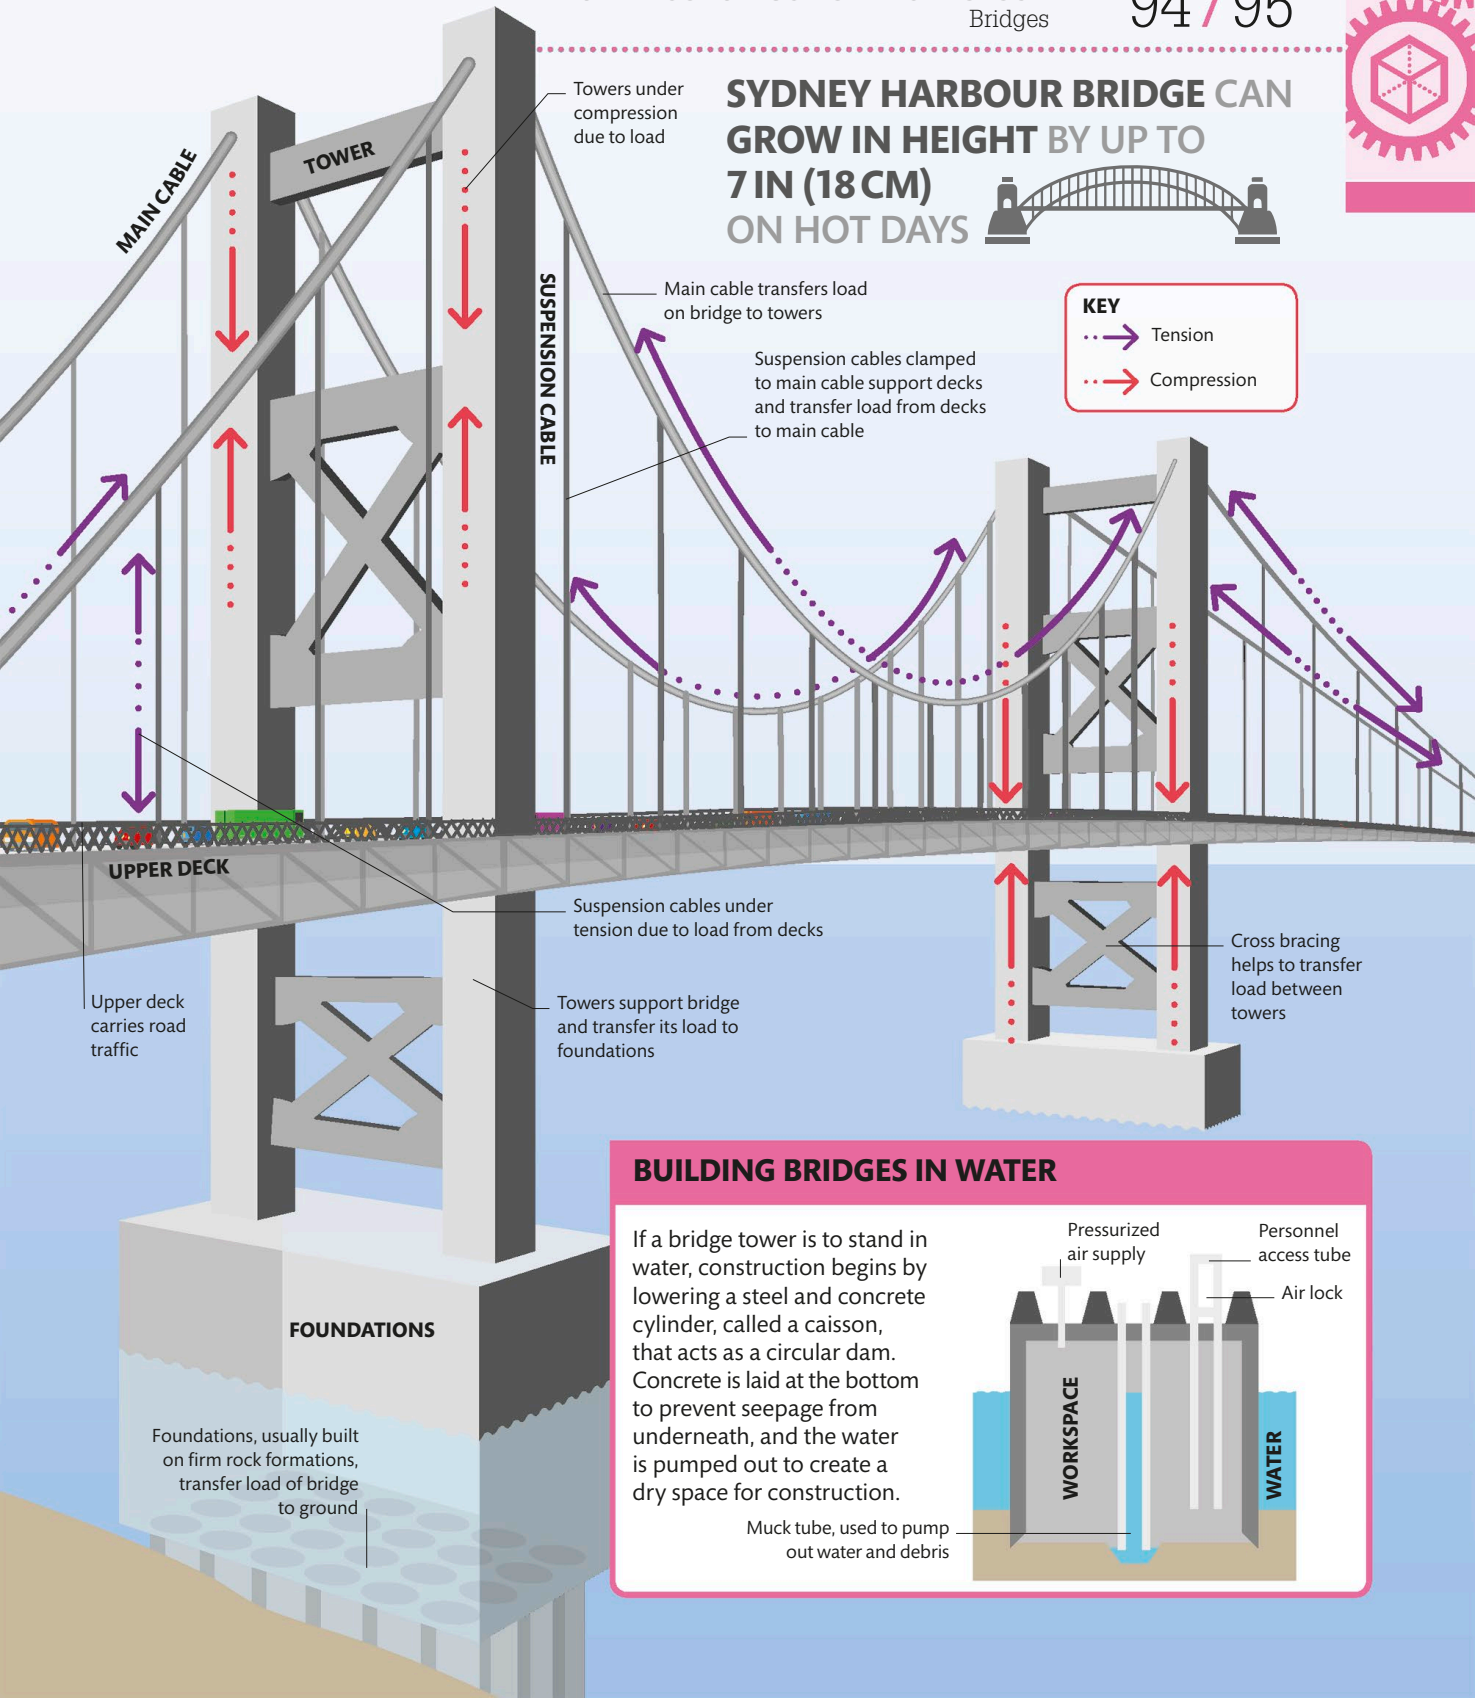 Bridges
94 / 95
SYDNEY HARBOUR BRIDGE CAN
GROW IN HEIGHT BY UP TO
7 IN (18 CM)
ON HOT DAYS
Towers under
compression
due to load
TOWER
MAIN CABLE
SUSPENSION CABLE
Main cable transfers load
on bridge to towers
Suspension cables clamped
to main cable support decks
and transfer load from decks
to main cable
KEY
Tension
Compression
UPPER DECK
Suspension cables under
tension due to load from decks
Upper deck
carries road
traffic
Towers support bridge
and transfer its load to
foundations
Cross bracing
helps to transfer
load between
towers
FOUNDATIONS
Foundations, usually built
on firm rock formations,
transfer load of bridge
to ground
BUILDING BRIDGES IN WATER
If a bridge tower is to stand in
water, construction begins by
lowering a steel and concrete
cylinder, called a caisson,
that acts as a circular dam.
Concrete is laid at the bottom
to prevent seepage from
underneath, and the water
is pumped out to create a
dry space for construction.
Pressurized
air supply
Personnel
access tube
Air lock
WORKSPACE
WATER
Muck tube, used to pump
out water and debris